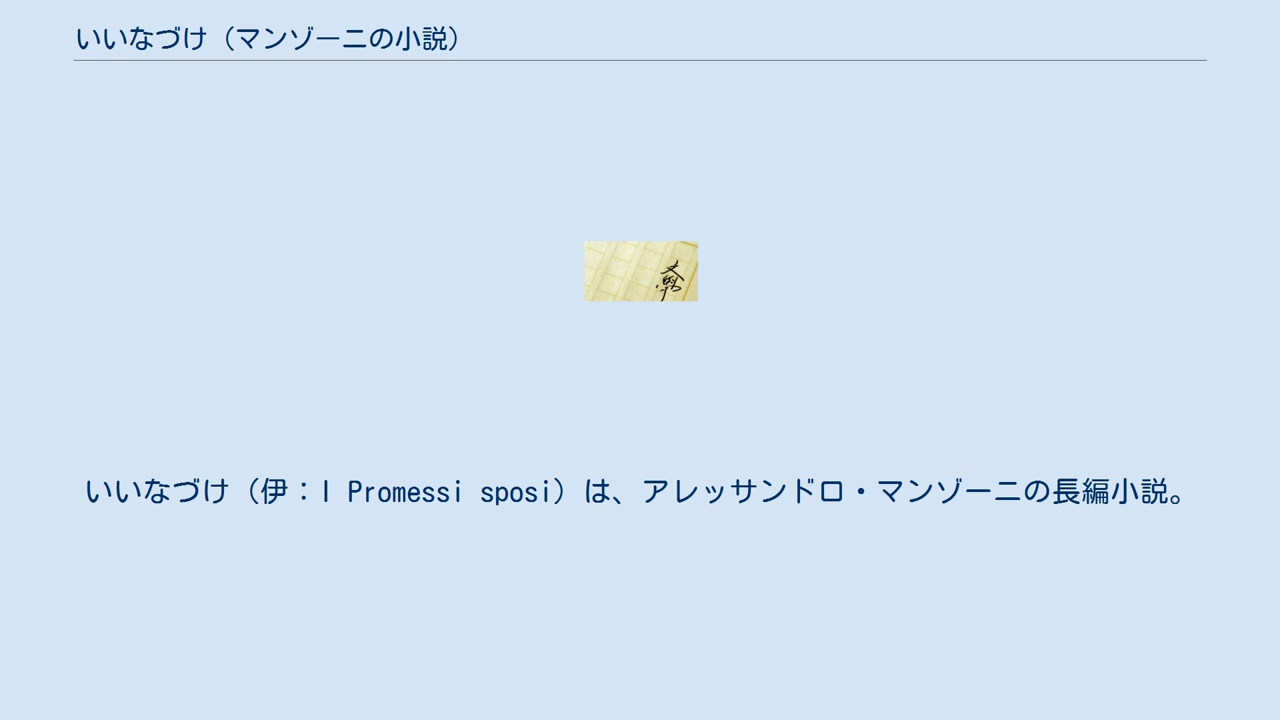 いいなづけ（マンゾーニの小説）
いいなづけ（伊：I Promessi sposi）は、アレッサンドロ・マンゾーニの長編小説。